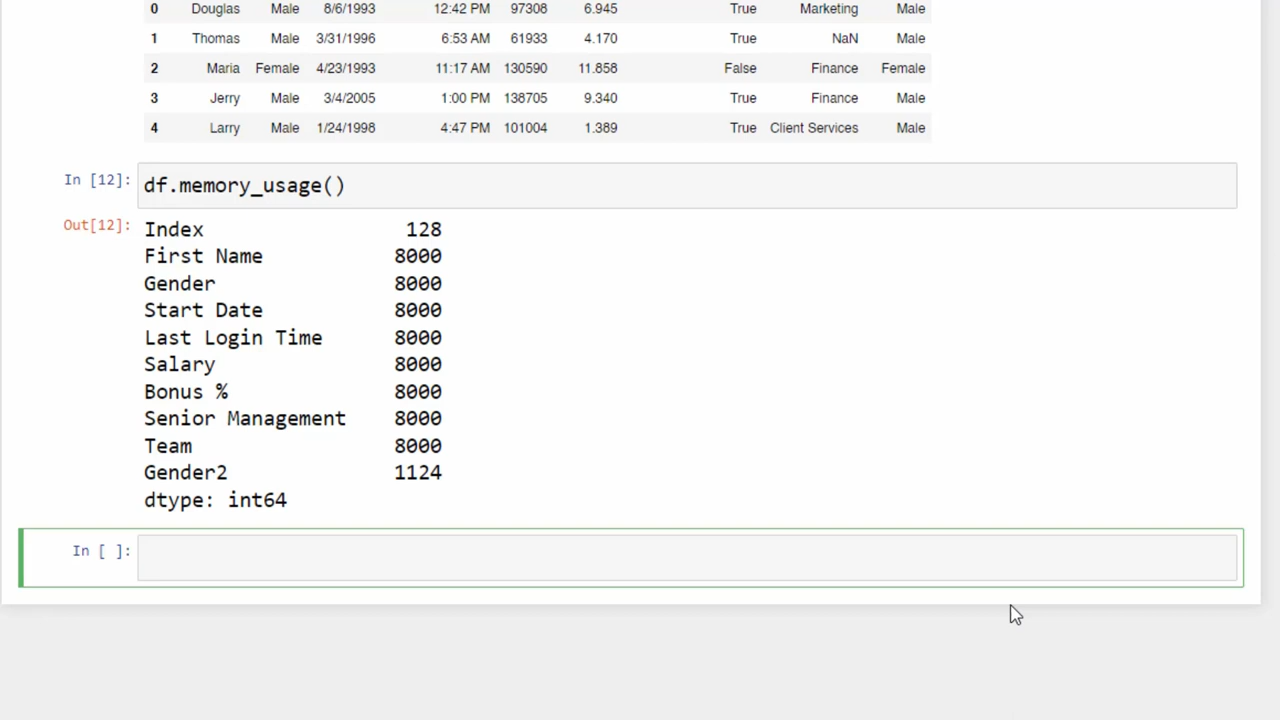 0 Douglas Male 8/6/1993 12:42 PM 97308 6.945 True Marketing Male
1 Thomas Male 3/31/1996 6:53 AM 61933 4.170 True NaN Male
2 Maria Female 4/23/1993 11:17 AM 130590 11.858 False Finance Female
3 Jerry Male 3/4/2005 1:00 PM 138705 9.340 True Finance Male
4 Larry Male 1/24/1998 4:47 PM 101004 1.389 True Client Services Male
In [12]: df.memory_usage()
Out[12]: Index 128
First Name 8000
Gender 8000
Start Date 8000
Last Login Time 8000
Salary 8000
Bonus % 8000
Senior Management 8000
Team 8000
Gender2 1124
dtype: int64
In [ ]: